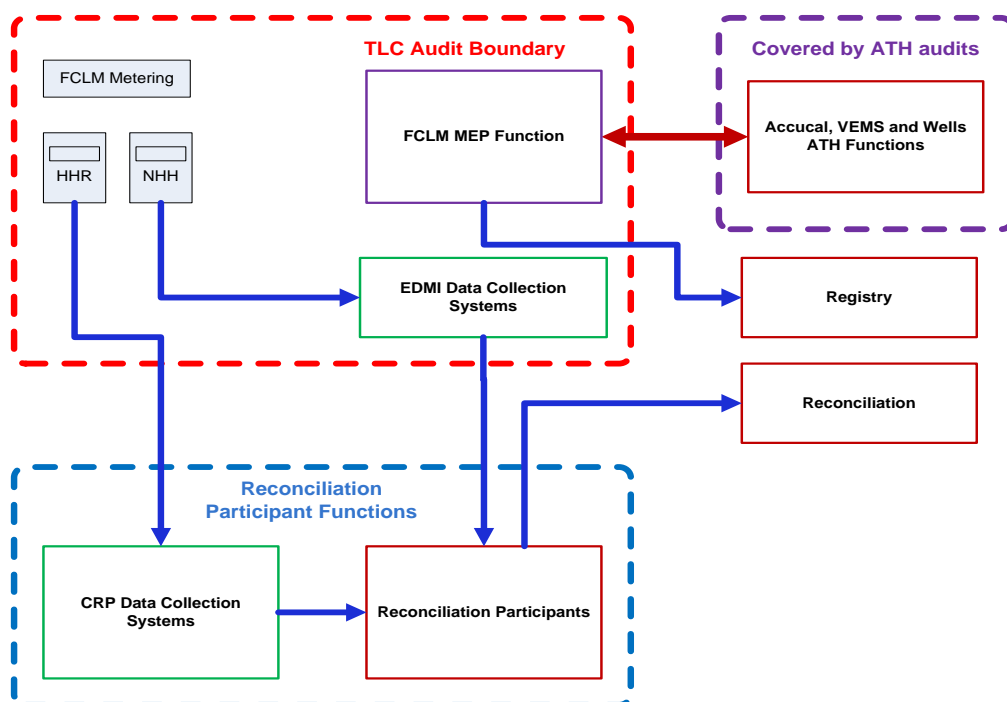 TLC Audit Boundary
Covered by ATH audits
FCLM Metering
HHR
NHH
FCLM MEP Function
Accucal, VEMS and Wells
ATH Functions
EDMI Data Collection
Systems
Registry
Reconciliation
Reconciliation
Participant Functions
CRP Data Collection
Systems
Reconciliation Participants